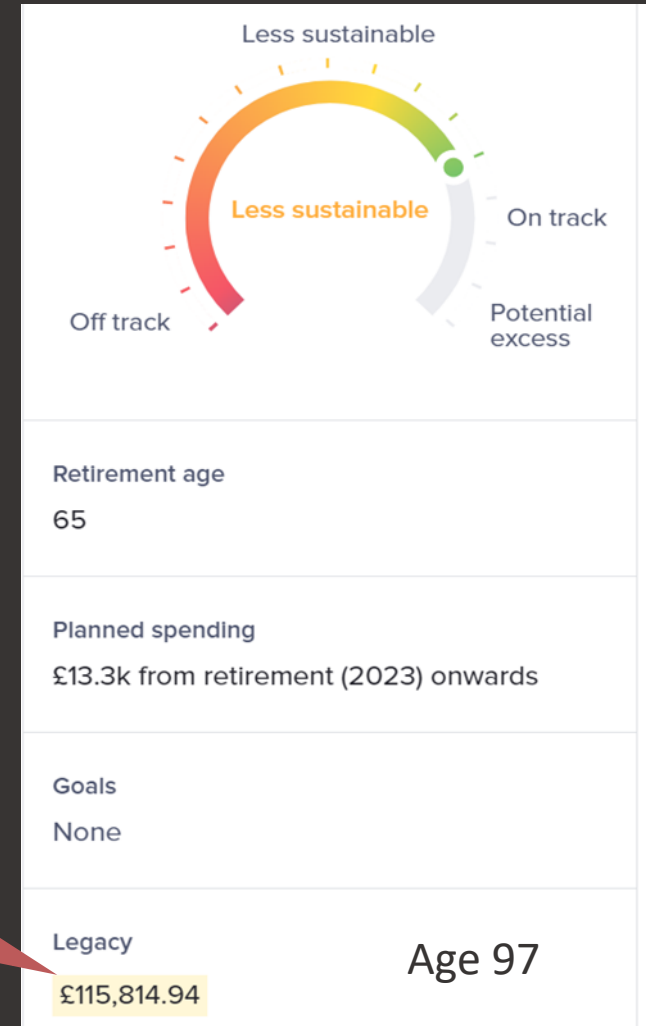 Less sustainable
Less sustainable
On track
Off track
Potential
excess
Retirement age
65
Planned spending
£13.3k from retirement (2023) onwards
Goals
None
Legacy
Age 97
£115,814.94